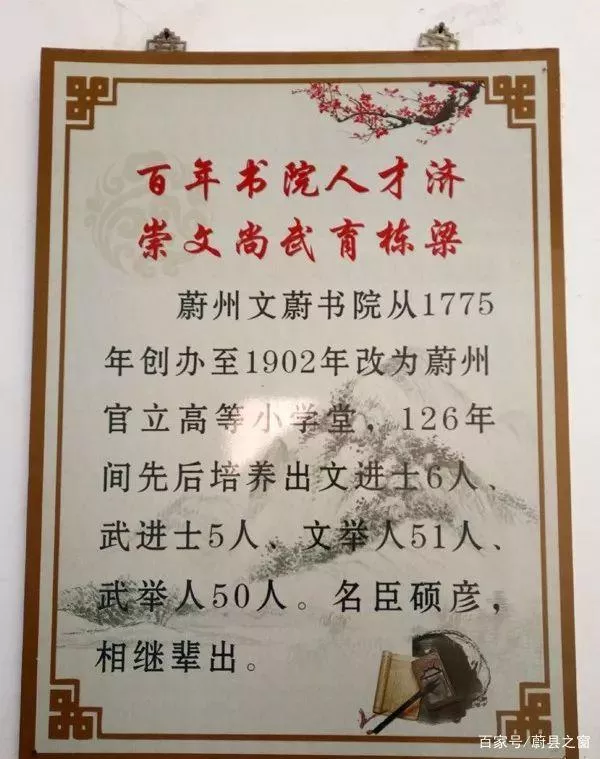 百年书院人才济
崇文尚武育栋梁
蔚州文蔚书院从1775
年创办至1902年改为蔚州
官立高等小学堂，126年
间先后培养出文进士6人、
武进士5人、文举人51人、
武举人50人。名臣硕彦，
相继辈出。
百家号/蔚县之窗